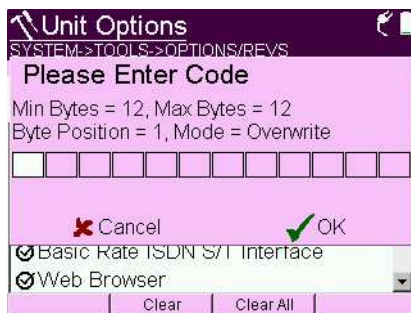 Unit Options
SYSTEM->TOOLS->OPTIONS/REVS
Please Enter Code
Min Bytes = 12, Max Bytes = 12
Byte Position = 1, Mode = Overwrite
Cancel OK
Basic Rate ISDN S/T Interface
Web Browser
Clear Clear All